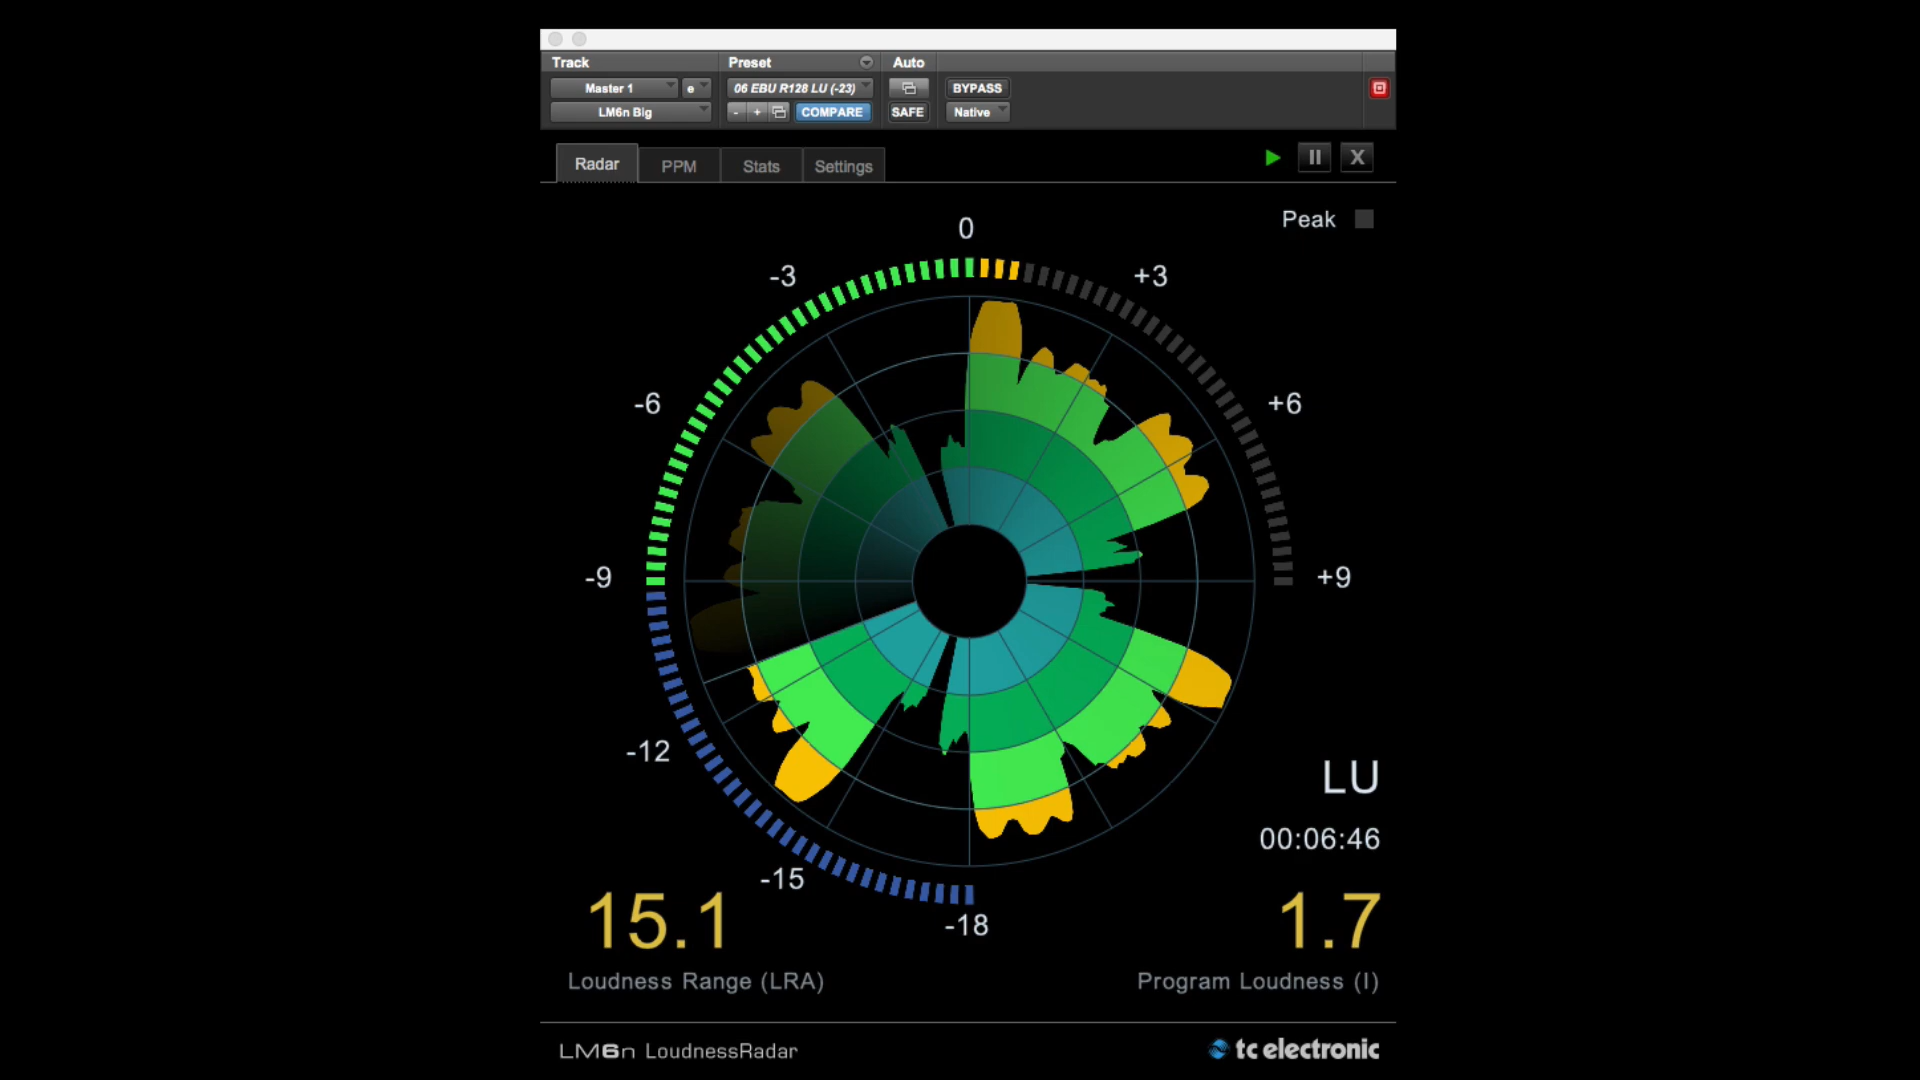 Track Preset Auto
Master 1 e 06 EBU R128 LU (-23) BYPASS
LM6n Big - + COMPARE SAFE Native
Radar PPM Stats Settings X
Peak
0
-3 +3
-6 +6
-9 +9
-12
LU
00:06:46
-15
15.1 1.7
-18
Loudness Range (LRA) Program Loudness (I)
LM6n LoudnessRadar tc electronic